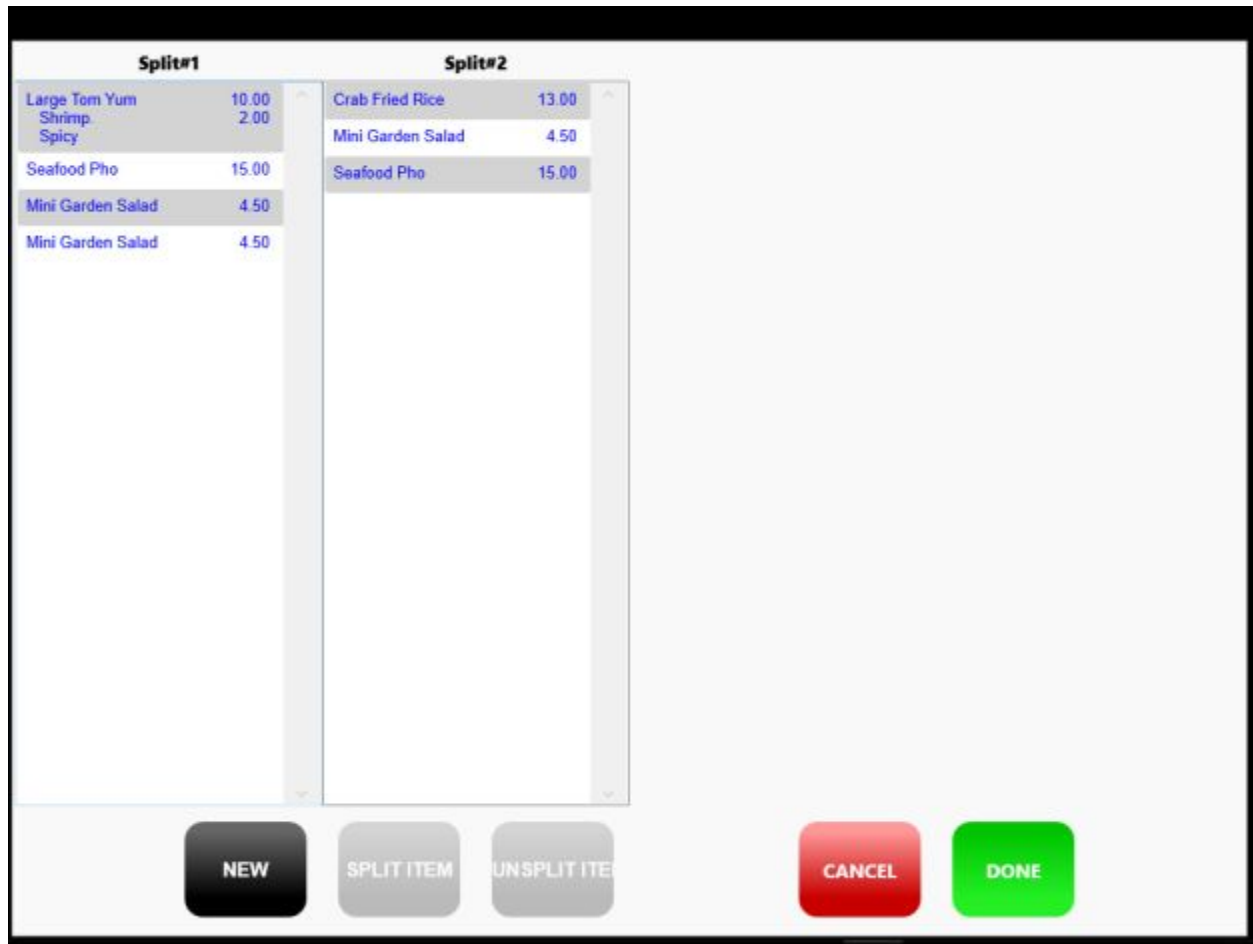 Split#1
Large Tom Yum 10.00
Shrimp. 2.00
Spicy
Seafood Pho 15.00
Mini Garden Salad 4.50
Mini Garden Salad 4.50
Split#2
Crab Fried Rice 13.00
Mini Garden Salad 4.50
Seafood Pho 15.00
NEW
SPLIT ITEM
UNSPLIT ITE
CANCEL
DONE